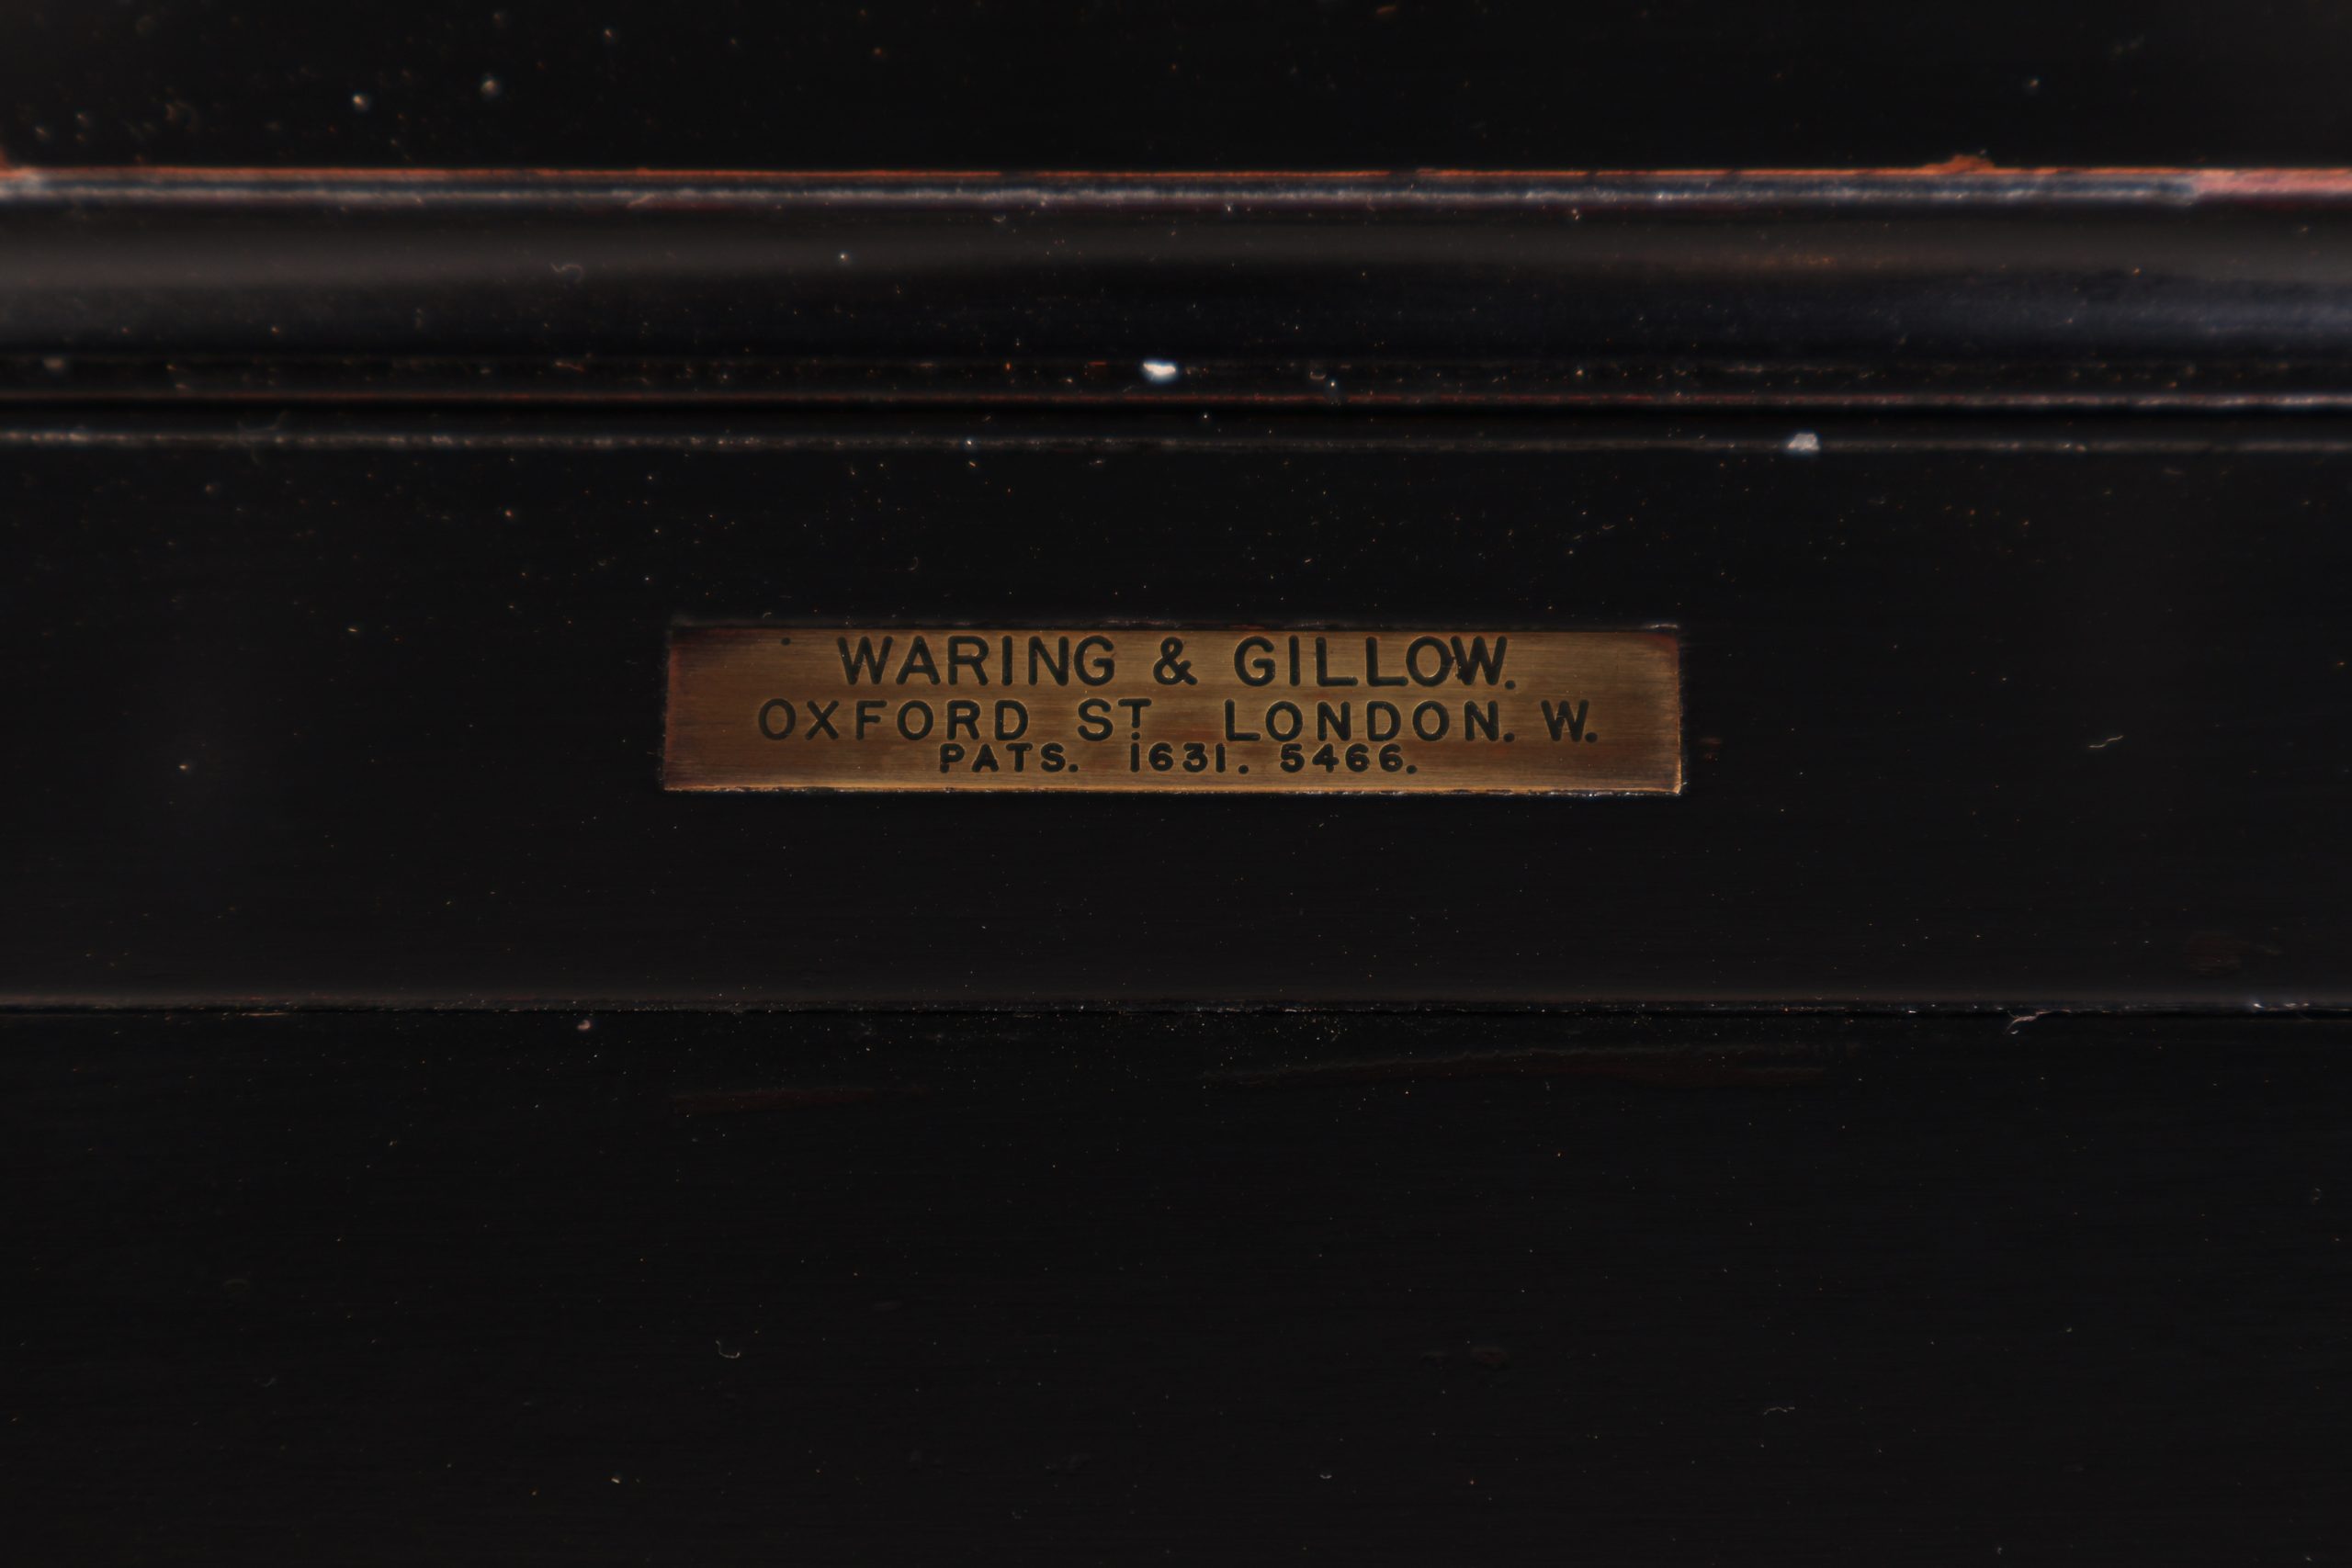 WARING & GILLOW.
OXFORD ST. LONDON. W.
PATS. 1631. 5466.